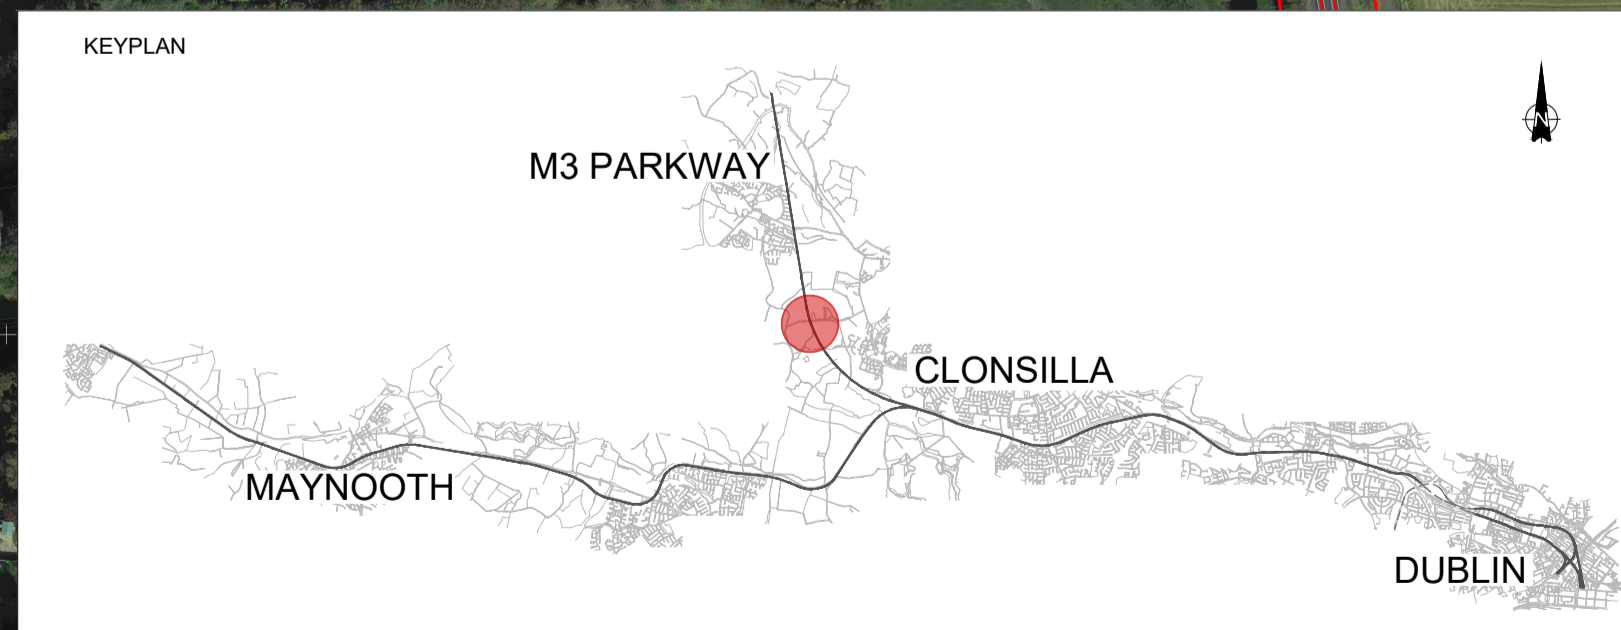 KEYPLAN
N
M3 PARKWAY
CLONSILLA
MAYNOOTH
DUBLIN